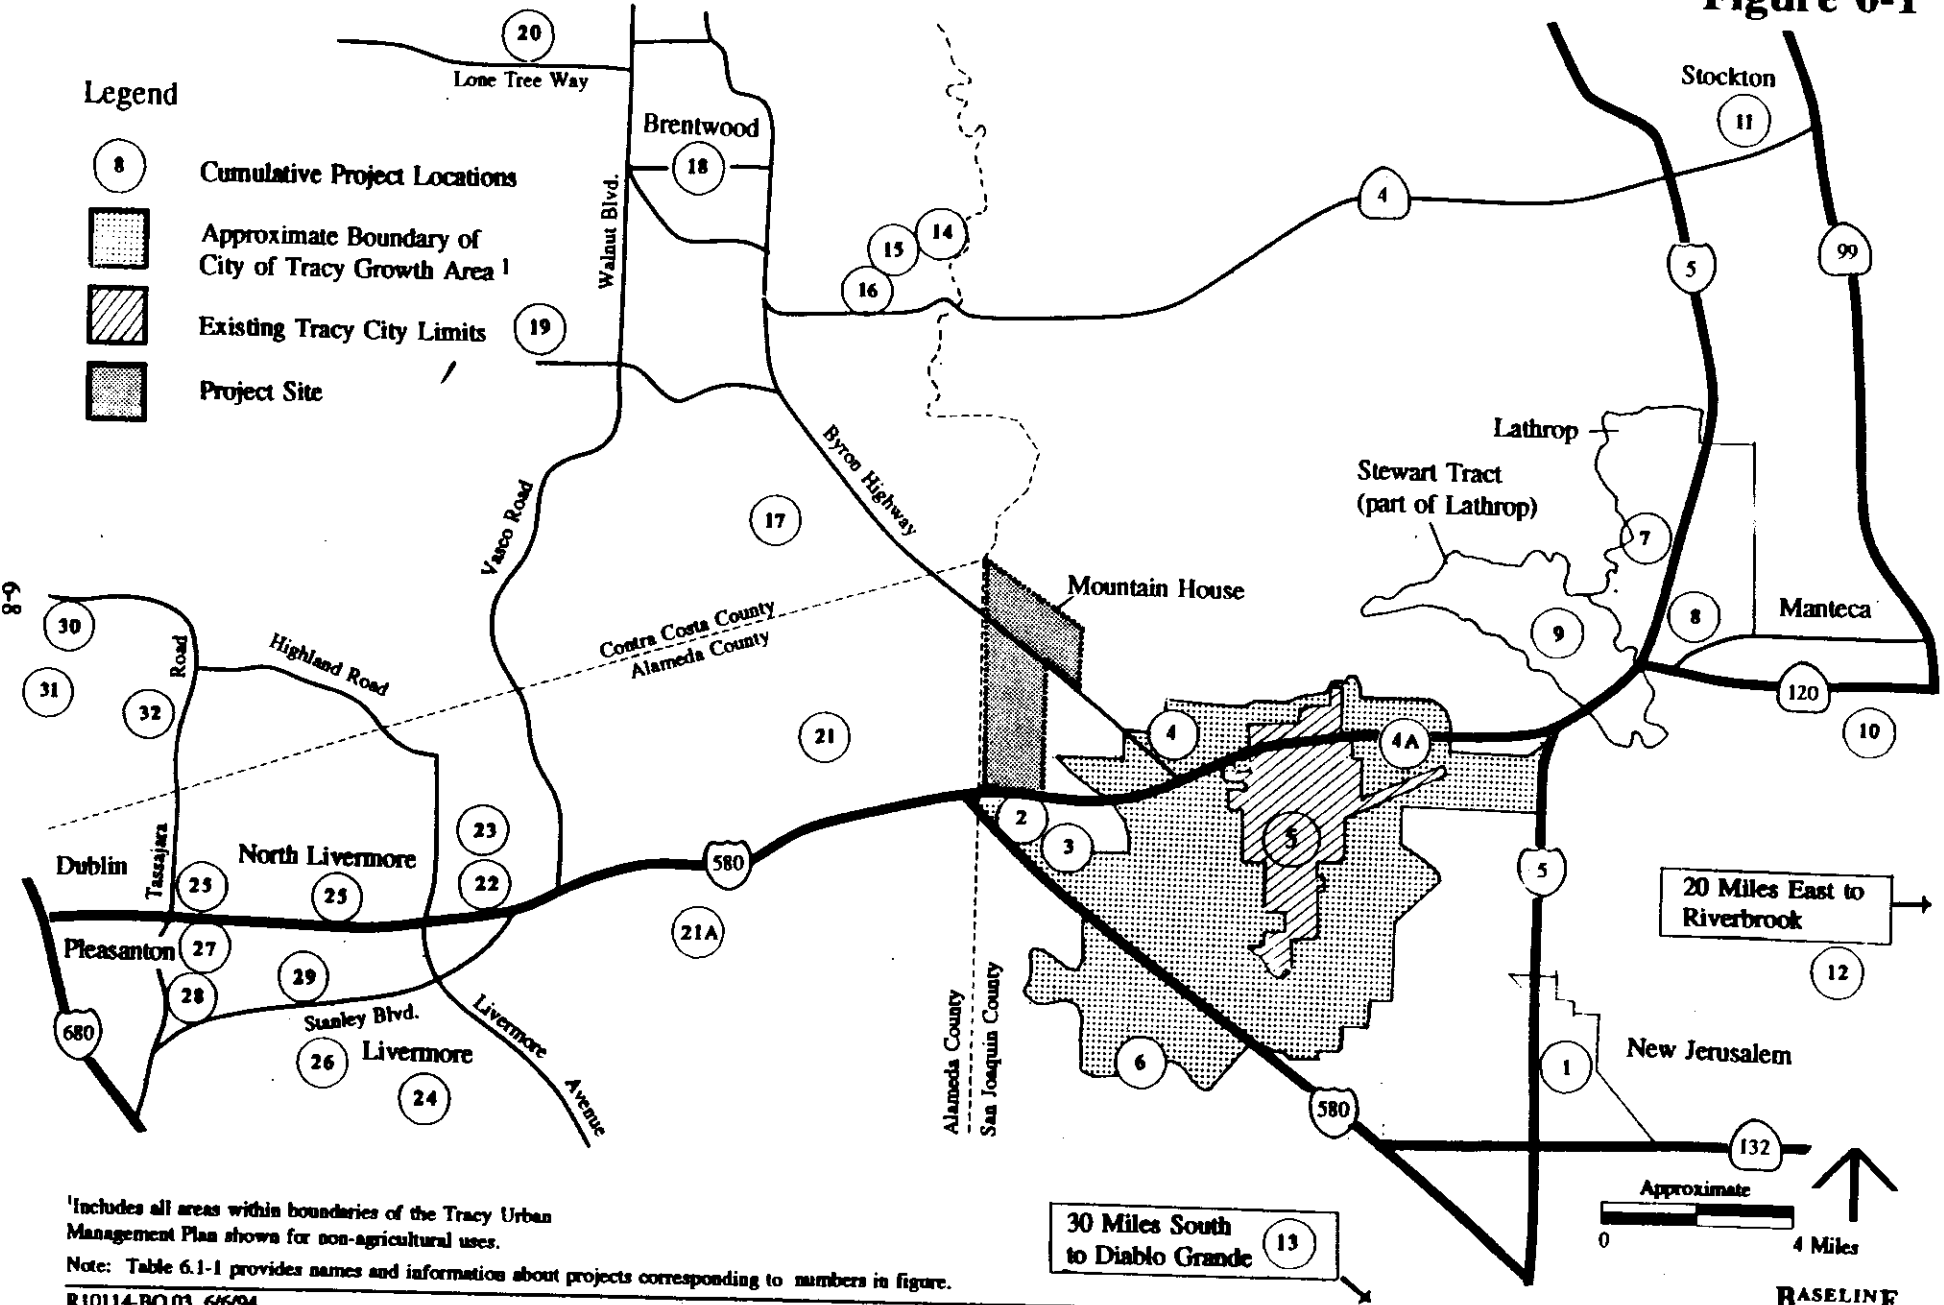 Figure 6-1
20
Lone Tree Way
Legend
8
Cumulative Project Locations
Approximate Boundary of
City of Tracy Growth Area 1
Existing Tracy City Limits
Project Site
Brentwood
18
Walnut Blvd.
19
14
15
16
4
Stockton
11
5
99
Lathrop
Stewart Tract
(part of Lathrop)
7
8
9
Manteca
120
10
Byron Highway
Vasco Road
17
Mountain House
Contra Costa County
Alameda County
6-8
30
31
32
Tassajara
Road
Highland Road
21
4
4A
2
3
5
23
22
Dublin
North Livermore
25
25
580
21A
Pleasanton
27
28
29
Stanley Blvd.
680
26
Livermore
24
Livermore
Avenue
Alameda County
San Joaquin County
6
5
20 Miles East to
Riverbrook
12
1
New Jerusalem
580
132
30 Miles South
to Diablo Grande
13
Approximate
0
4 Miles
1Includes all areas within boundaries of the Tracy Urban
Management Plan shown for non-agricultural uses.
Note: Table 6.1-1 provides names and information about projects corresponding to numbers in figure.
R10114-BO.03 6/6/94
BASELINE